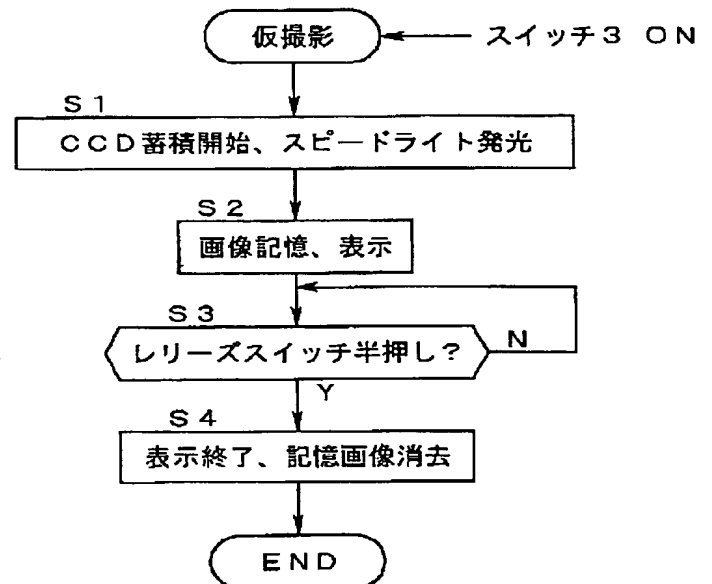 仮撮影
スイッチ3 ON
S1
CCD蓄積開始、スピードライト発光
S2
画像記憶、表示
S3
レリーズスイッチ半押し?
N
Y
S4
表示終了、記憶画像消去
END